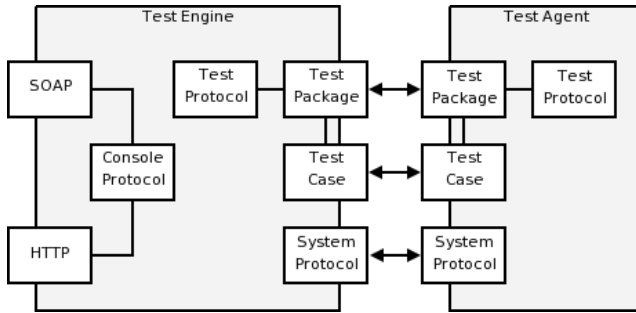 Test Engine
Test Agent
SOAP
Test
Protocol
Test
Package
Test
Package
Test
Protocol
Console
Protocol
Test
Case
Test
Case
HTTP
System
Protocol
System
Protocol